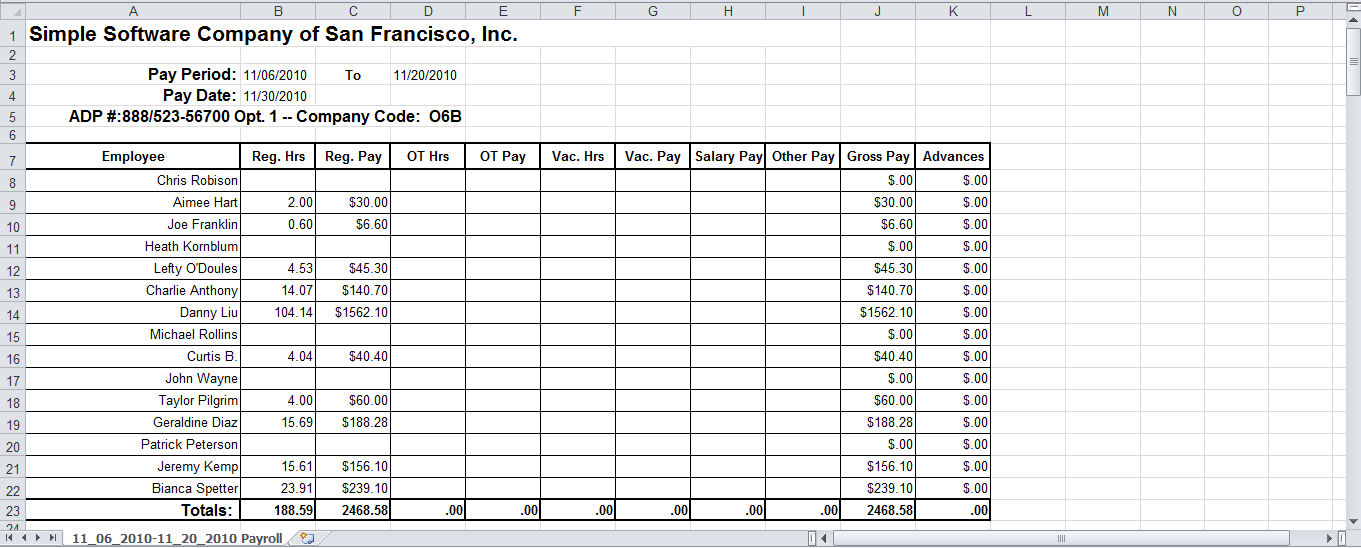 A B C D E F G H I J K L M N O P
1 Simple Software Company of San Francisco, Inc.
2
3 Pay Period: 11/06/2010 To 11/20/2010
4 Pay Date: 11/30/2010
5 ADP #:888/523-56700 Opt. 1 -- Company Code: O6B
6
7 Employee Reg. Hrs Reg. Pay OT Hrs OT Pay Vac. Hrs Vac. Pay Salary Pay Other Pay Gross Pay Advances
8 Chris Robison $.00 $.00
9 Aimee Hart 2.00 $30.00 $30.00 $.00
10 Joe Franklin 0.60 $6.60 $6.60 $.00
11 Heath Kornblum $.00 $.00
12 Lefty O'Doules 4.53 $45.30 $45.30 $.00
13 Charlie Anthony 14.07 $140.70 $140.70 $.00
14 Danny Liu 104.14 $1562.10 $1562.10 $.00
15 Michael Rollins $.00 $.00
16 Curtis B. 4.04 $40.40 $40.40 $.00
17 John Wayne $.00 $.00
18 Taylor Pilgrim 4.00 $60.00 $60.00 $.00
19 Geraldine Diaz 15.69 $188.28 $188.28 $.00
20 Patrick Peterson $.00 $.00
21 Jeremy Kemp 15.61 $156.10 $156.10 $.00
22 Bianca Spetter 23.91 $239.10 $239.10 $.00
23 Totals: 188.59 2468.58 .00 .00 .00 .00 .00 .00 2468.58 .00
24
11_06_2010-11_20_2010 Payroll